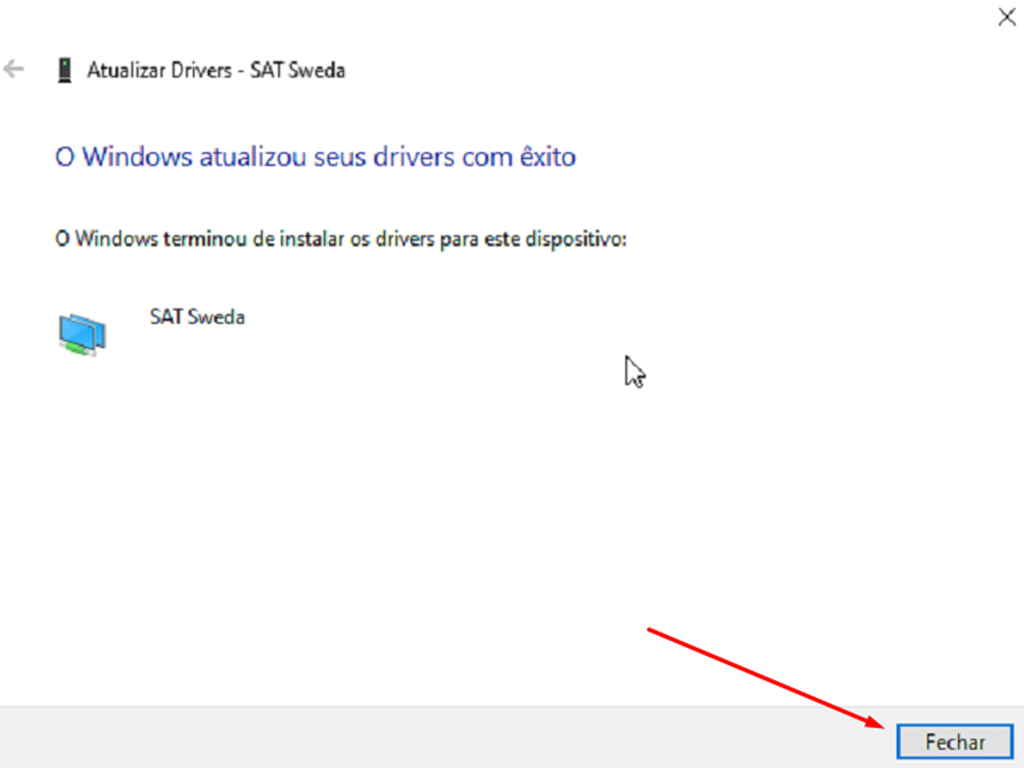 Atualizar Drivers - SAT Sweda
O Windows atualizou seus drivers com êxito
O Windows terminou de instalar os drivers para este dispositivo:
SAT Sweda
Fechar